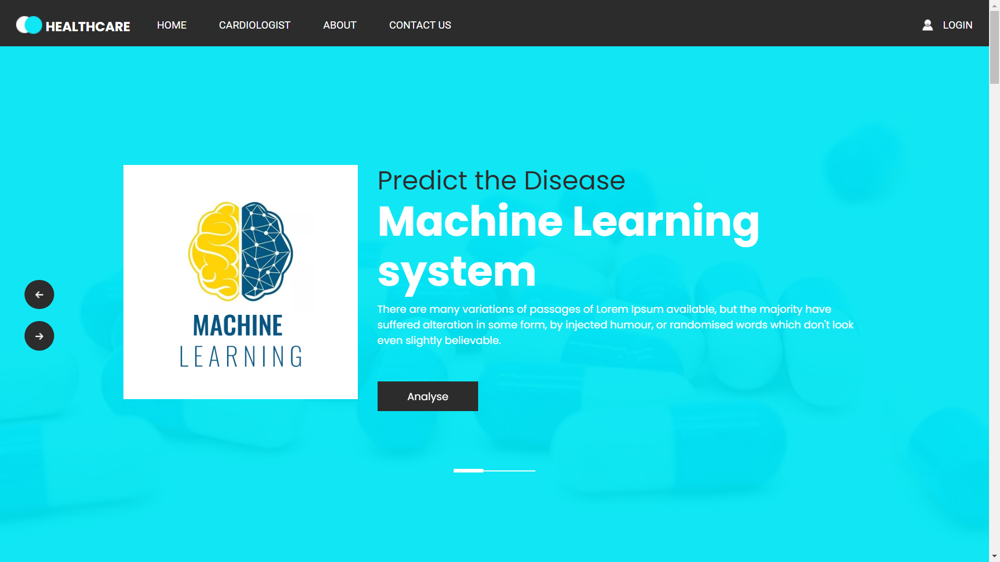 HEALTHCARE
HOME
CARDIOLOGIST
ABOUT
CONTACT US
LOGIN
MACHINE
LEARNING
Predict the Disease
Machine Learning
system
There are many variations of passages of Lorem Ipsum available, but the majority have
suffered alteration in some form, by injected humour, or randomised words which don't look
even slightly believable.
Analyse